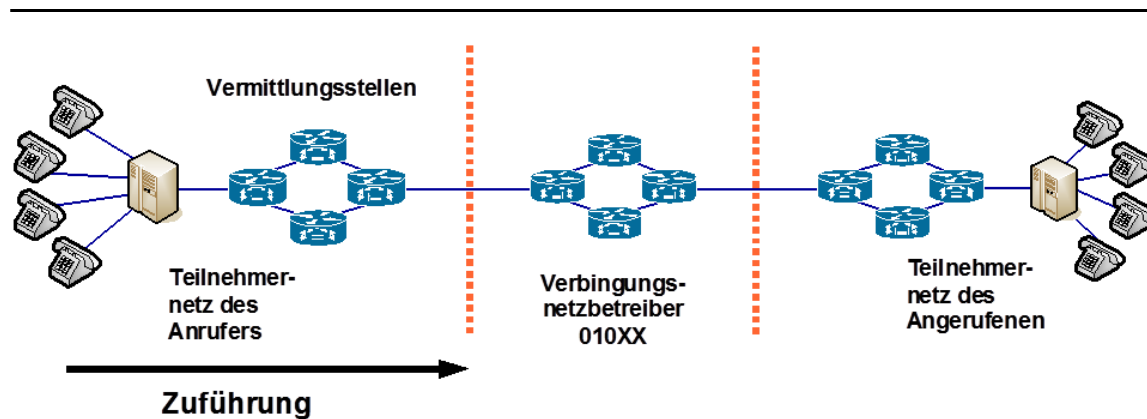 Vermittlungsstellen
Teilnehmer-
netz des
Anrufers
Verbingungs-
netzbetreiber
010XX
Teilnehmer-
netz des
Angerufenen
Zuführung